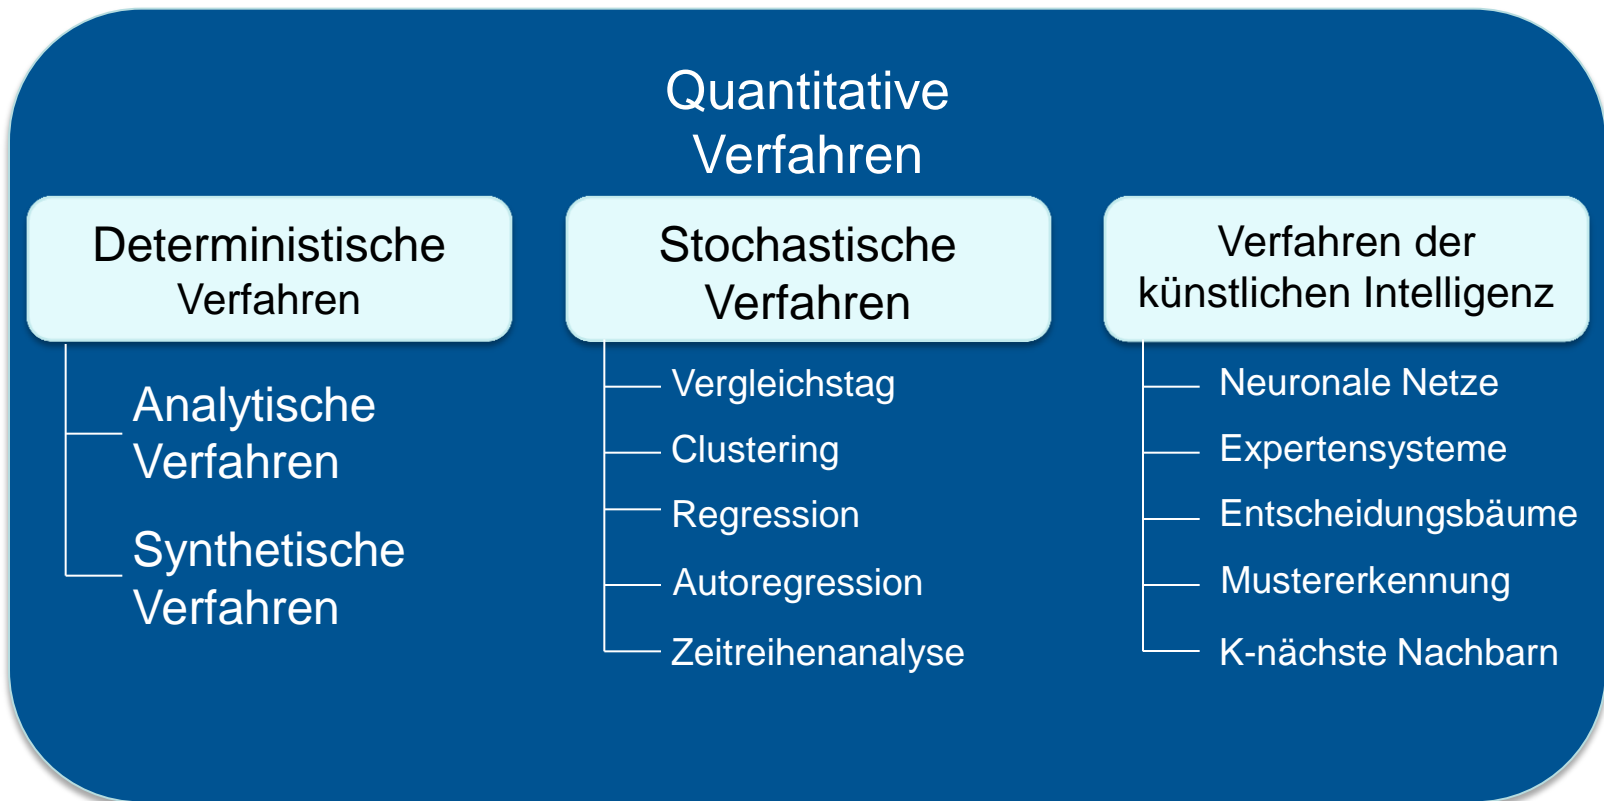 Quantitative
Verfahren
Deterministische
Verfahren
Analytische
Verfahren
Synthetische
Verfahren
Stochastische
Verfahren
Vergleichstag
Clustering
Regression
Autoregression
Zeitreihenanalyse
Verfahren der
künstlichen Intelligenz
Neuronale Netze
Expertensysteme
Entscheidungsbäume
Mustererkennung
K-nächste Nachbarn